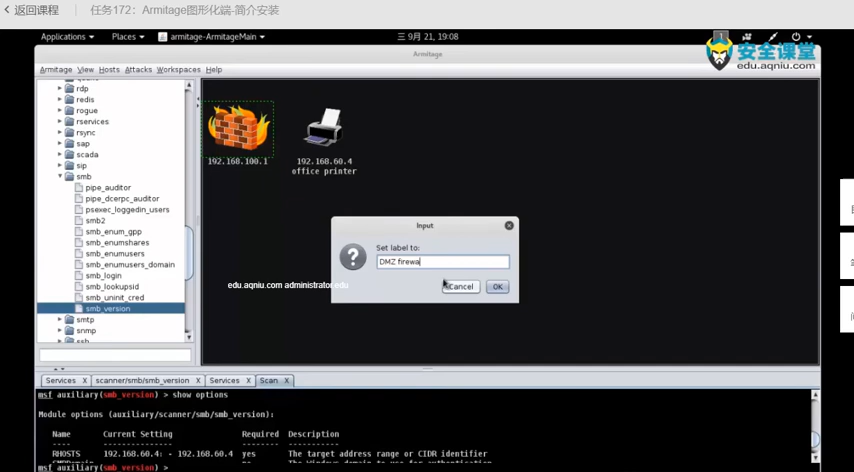 返回课程
任务172：Armitage图形化端-简介安装
Applications Places armitage-ArmitageMain 三 9月 21, 19:08 1
Armitage
安全课堂
edu.aqniu.com
Armitage View Hosts Attacks Workspaces Help
rdp
redis
rogue
rservices
rsync
sap
scada
sip
smb
pipe_auditor
pipe_dcerpc_auditor
psexec_loggedin_users
smb2
smb_enum_gpp
smb_enumshares
smb_enumusers
smb_enumusers_domain
smb_login
smb_lookupsid
smb_uninit_cred
smb_version
smtp
snmp
ssh
192.168.100.1
192.168.60.4
office printer
Input
Set label to:
DMZ firewa
Cancel OK
edu.aqniu.com administrator.edu
Services X scanner/smb/smb_version X Services X Scan X
msf auxiliary(smb_version) > show options
Module options (auxiliary/scanner/smb/smb_version):
Name Current Setting Required Description
---- --------------- -------- -----------
RHOSTS 192.168.60.4: - 192.168.60.4 yes The target address range or CIDR identifier
msf auxiliary(smb_version) >